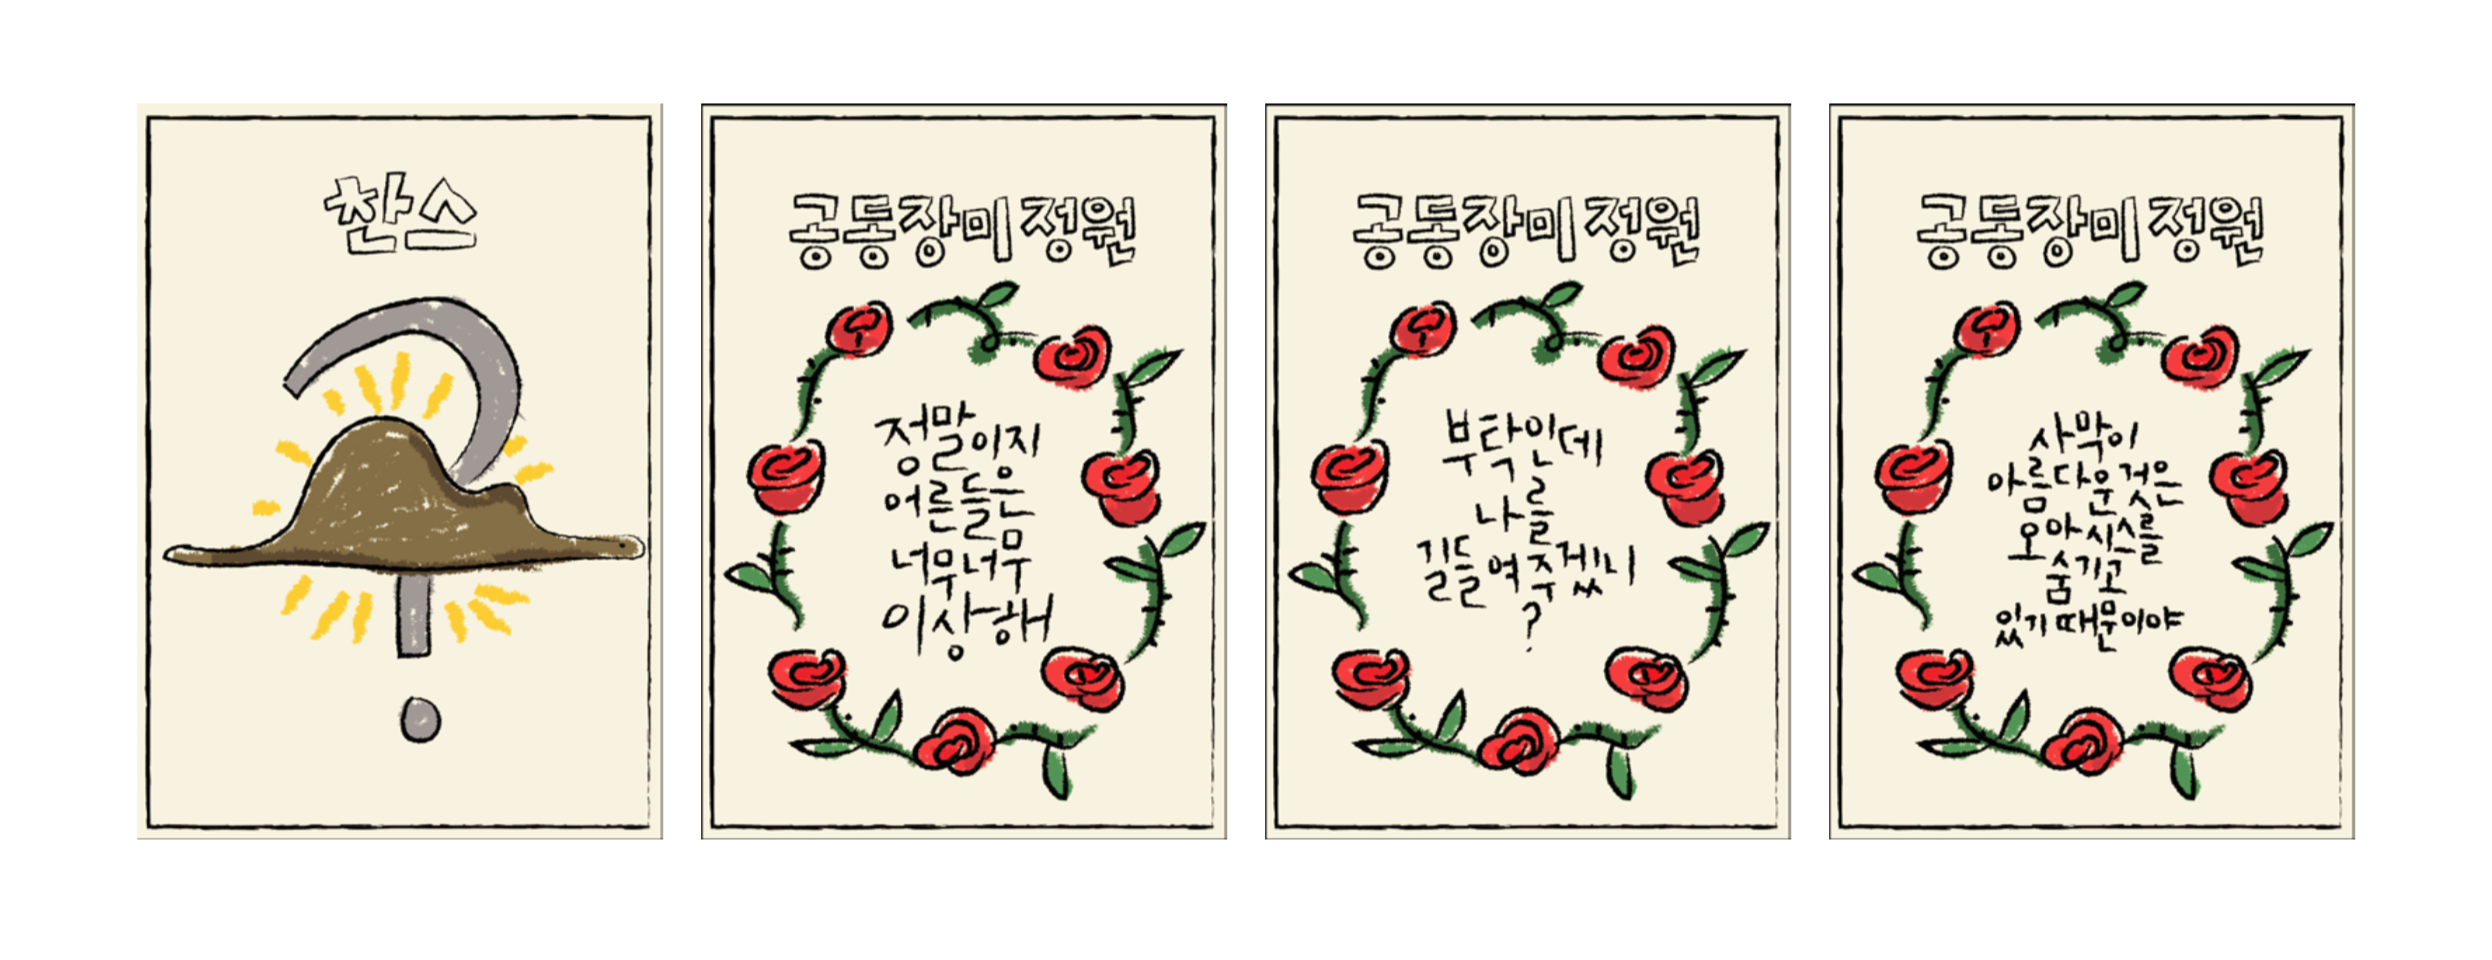 찬스
공동장미 정원
정말이지
어른들은
너무너무
이상해
공동장미 정원
부탁인데
나를
길들여주겠니
?
공동장미 정원
사막이
아름다운 것은
오아시스를
숨기고
있기 때문이야